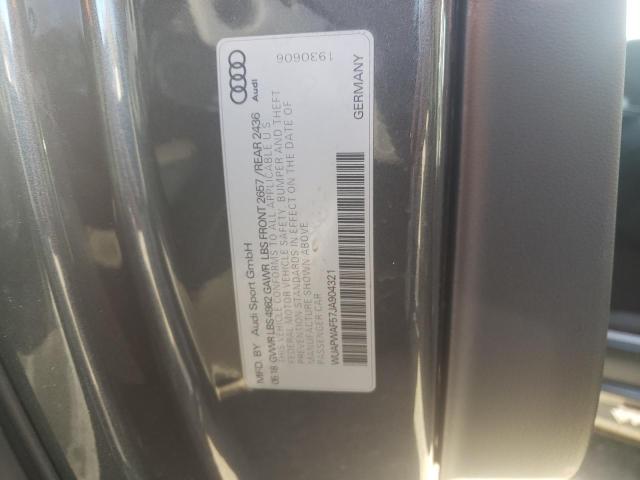 MFD. BY Audi Sport GmbH
05.18 GVWR LBS 4982 GAWR LBS FRONT 2657 / REAR 2436
THIS VEHICLE CONFORMS TO ALL APPLICABLE U S
FEDERAL MOTOR VEHICLE SAFETY, BUMPER AND THEFT
PREVENTION STANDARDS IN EFFECT ON THE DATE OF
MANUFACTURE SHOWN ABOVE.
PASSENGER CAR
WUAPWAF57JA904321
GERMANY
Audi
1930606